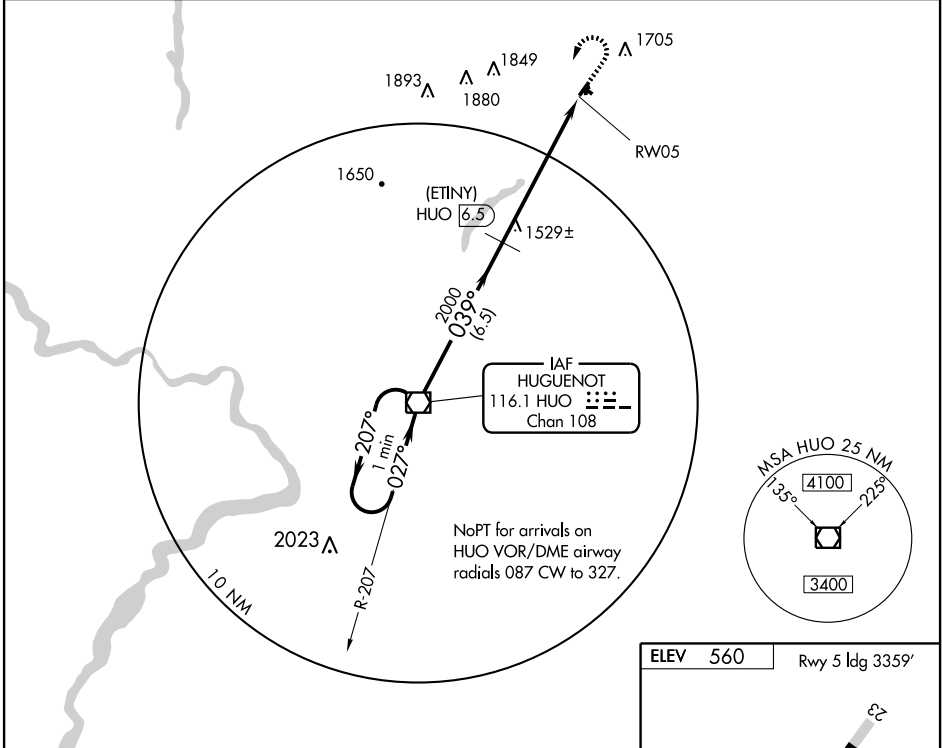 1705
1849
1893
1880
RW05
1650
(ETINY)
HUO 6.5
1529±
2000
039°
(6.5)
IAF
HUGUENOT
116.1 HUO
Chan 108
207°
1 min
027°
MSA HUO 25 NM
135°
4100
225°
3400
2023
NoPT for arrivals on
HUO VOR/DME airway
radials 087 CW to 327.
10 NM
R-207
ELEV 560
Rwy 5 ldg 3359'
23